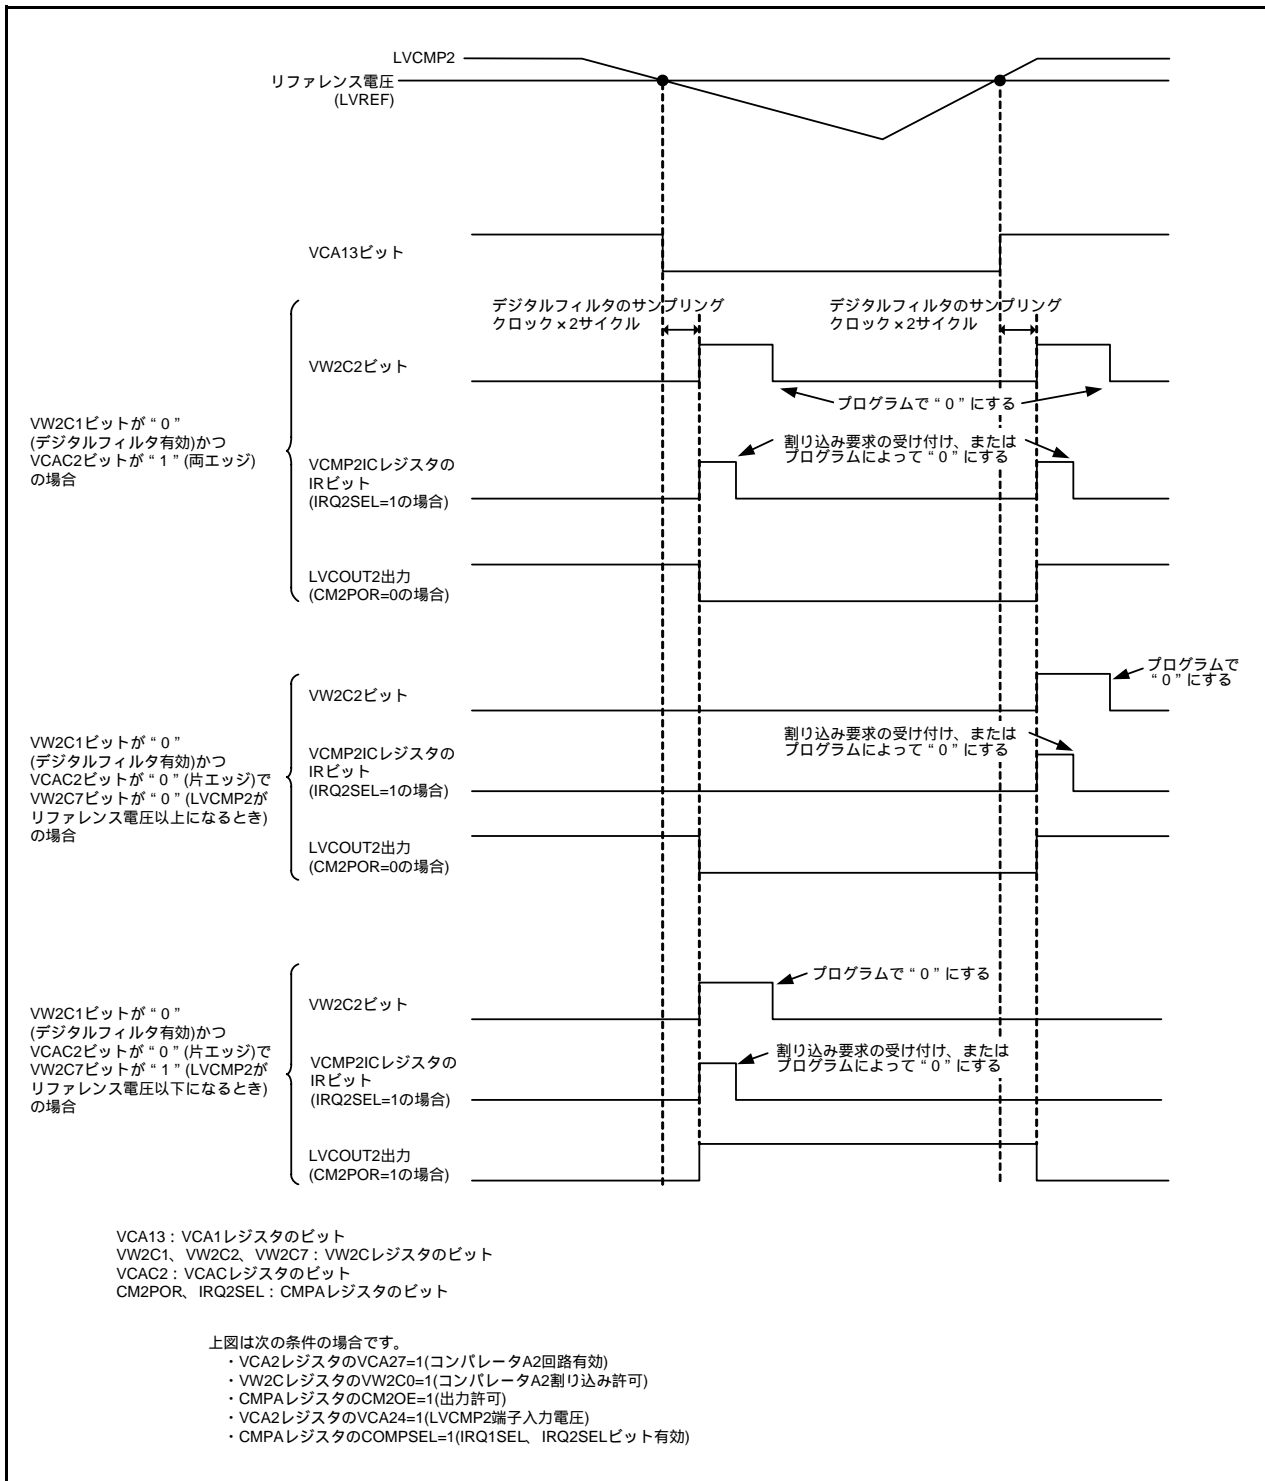 LVCMP2
リファレンス電圧
(LVREF)
VCA13ビット
デジタルフィルタのサンプリング
クロック×2サイクル
デジタルフィルタのサンプリング
クロック×2サイクル
VW2C2ビット
プログラムで“0”にする
VW2C1ビットが“0”
(デジタルフィルタ有効)かつ
VCAC2ビットが“1”(両エッジ)
の場合
割り込み要求の受け付け、または
プログラムによって“0”にする
VCMP2ICレジスタの
IRビット
(IRQ2SEL=1の場合)
LVCOUT2出力
(CM2POR=0の場合)
プログラムで
“0”にする
VW2C2ビット
VW2C1ビットが“0”
(デジタルフィルタ有効)かつ
VCAC2ビットが“0”(片エッジ)で
VW2C7ビットが“0”(LVCMP2が
リファレンス電圧以上になるとき)
の場合
割り込み要求の受け付け、または
プログラムによって“0”にする
VCMP2ICレジスタの
IRビット
(IRQ2SEL=1の場合)
LVCOUT2出力
(CM2POR=0の場合)
プログラムで“0”にする
VW2C2ビット
VW2C1ビットが“0”
(デジタルフィルタ有効)かつ
VCAC2ビットが“0”(片エッジ)で
VW2C7ビットが“1”(LVCMP2が
リファレンス電圧以下になるとき)
の場合
割り込み要求の受け付け、または
プログラムによって“0”にする
VCMP2ICレジスタの
IRビット
(IRQ2SEL=1の場合)
LVCOUT2出力
(CM2POR=1の場合)
VCA13：VCA1レジスタのビット
VW2C1、VW2C2、VW2C7：VW2Cレジスタのビット
VCAC2：VCACレジスタのビット
CM2POR、IRQ2SEL：CMPAレジスタのビット
上図は次の条件の場合です。
・VCA2レジスタのVCA27=1(コンパレータA2回路有効)
・VW2CレジスタのVW2C0=1(コンパレータA2割り込み許可)
・CMPAレジスタのCM2OE=1(出力許可)
・VCA2レジスタのVCA24=1(LVCMP2端子入力電圧)
・CMPAレジスタのCOMPSEL=1(IRQ1SEL、IRQ2SELビット有効)